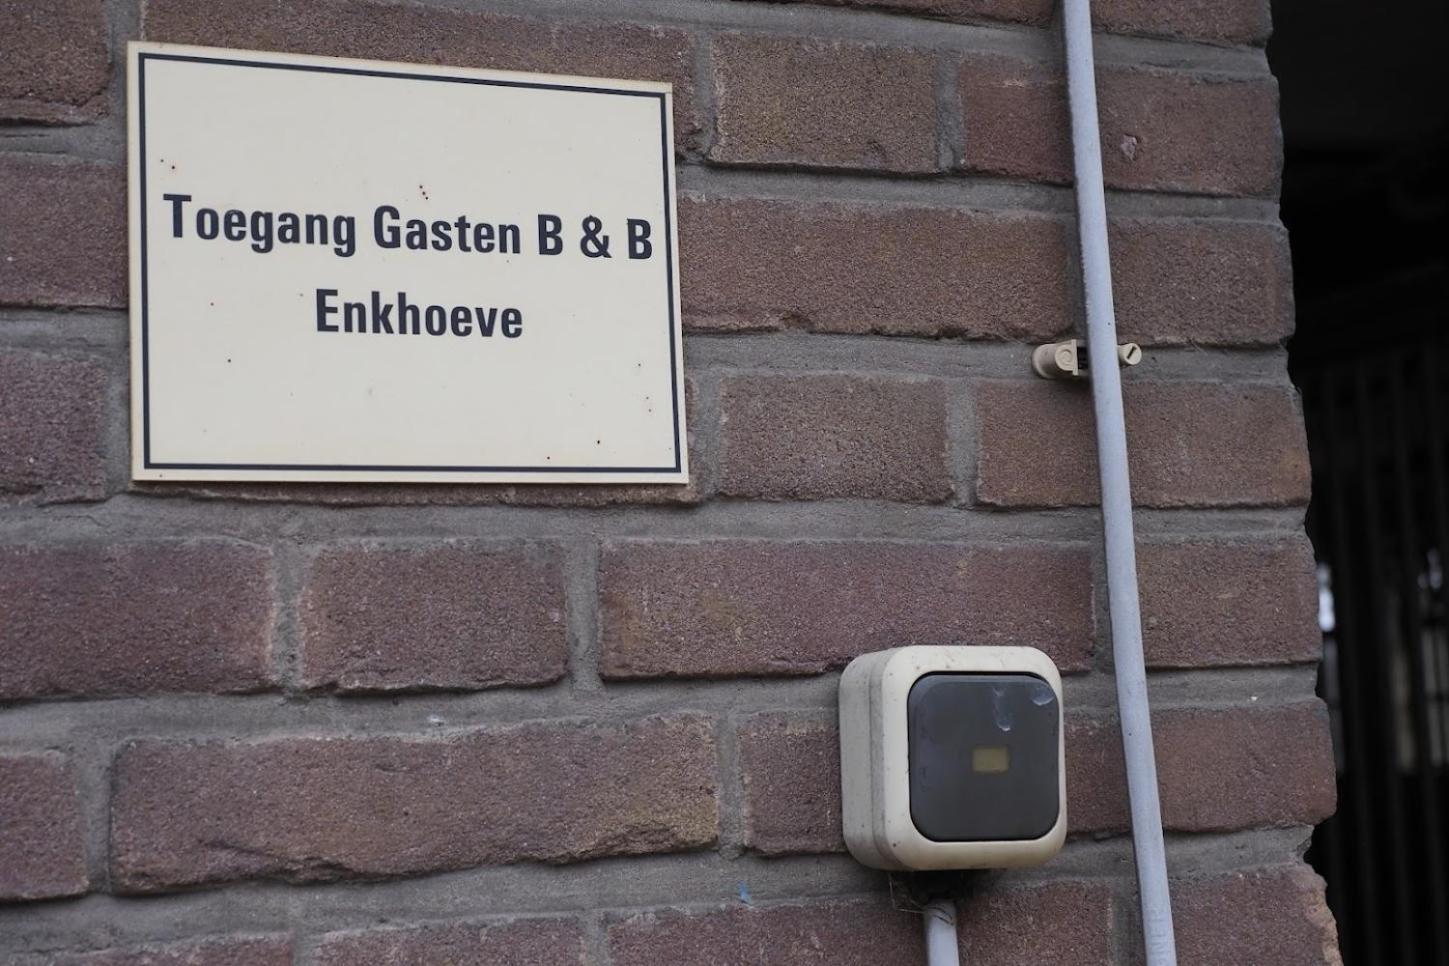 Toegang Gasten B & B
Enkhoeve